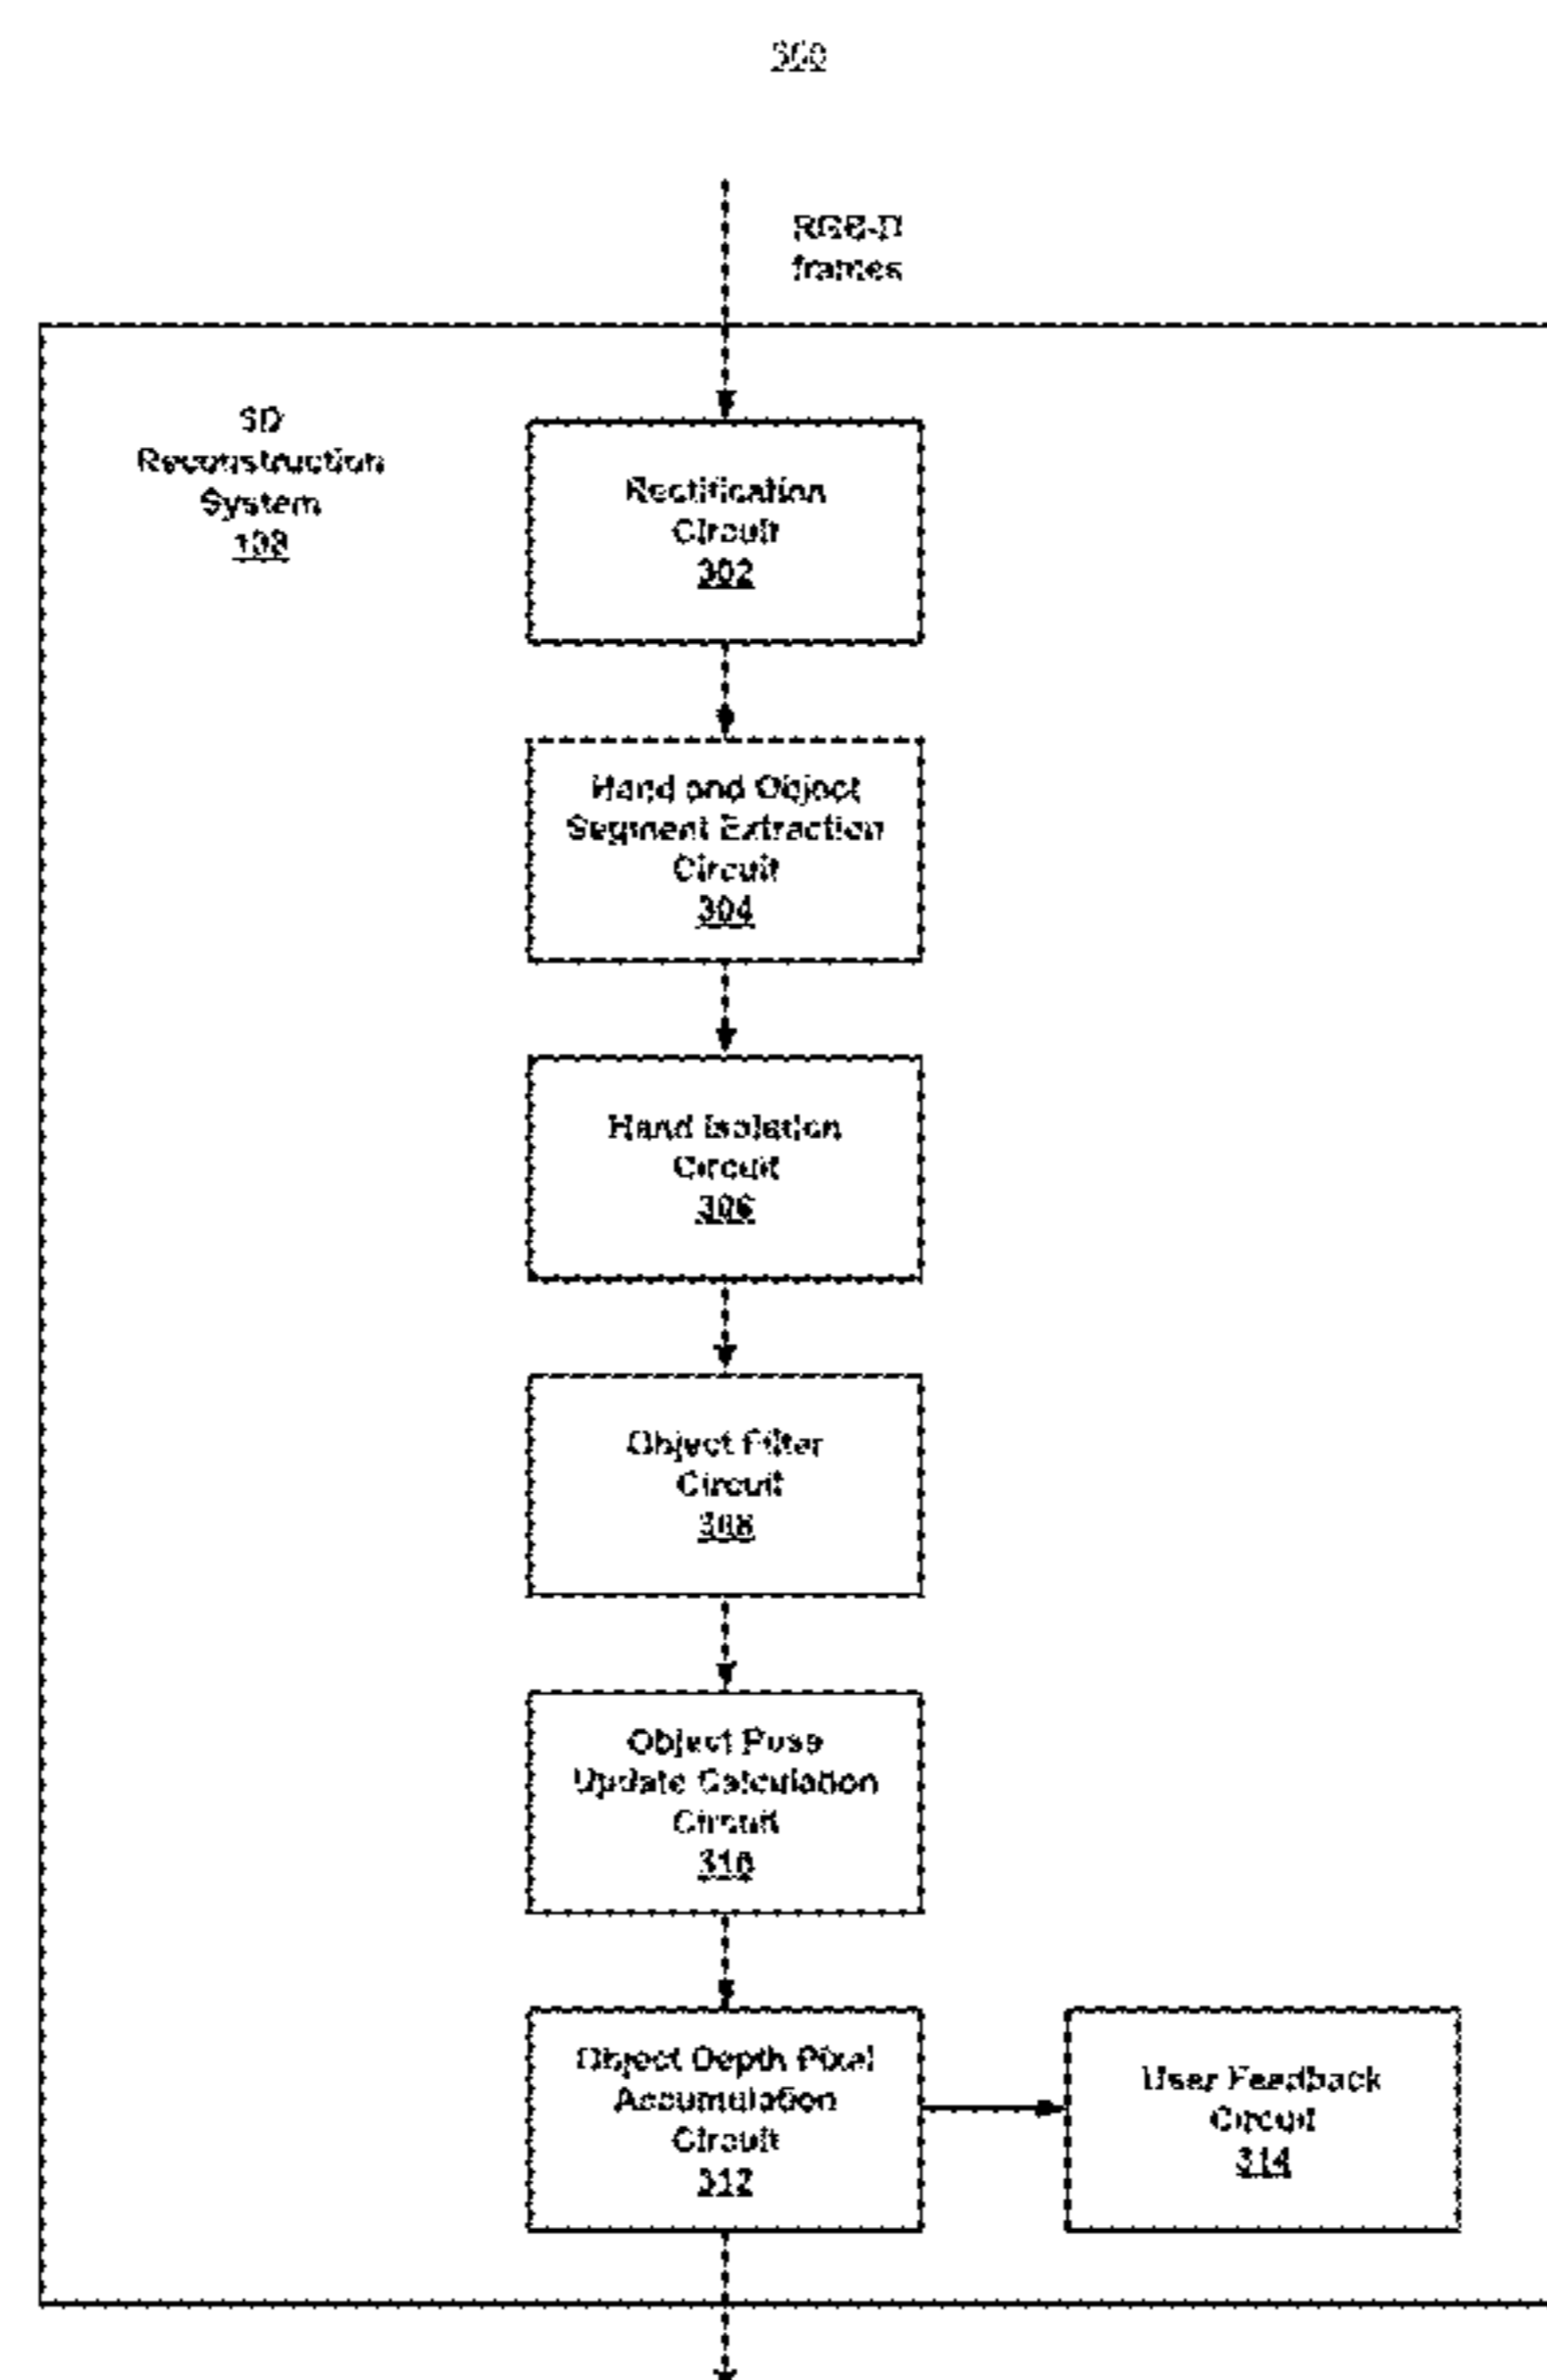 300
RGB-D
frames
3D
Reconstruction
System
108
Rectification
Circuit
302
Hand and Object
Segment Extraction
Circuit
304
Hand Isolation
Circuit
306
Object Filter
Circuit
308
Object Pose
Update Calculation
Circuit
310
Object Depth Pixel
Accumulation
Circuit
312
User Feedback
Circuit
314